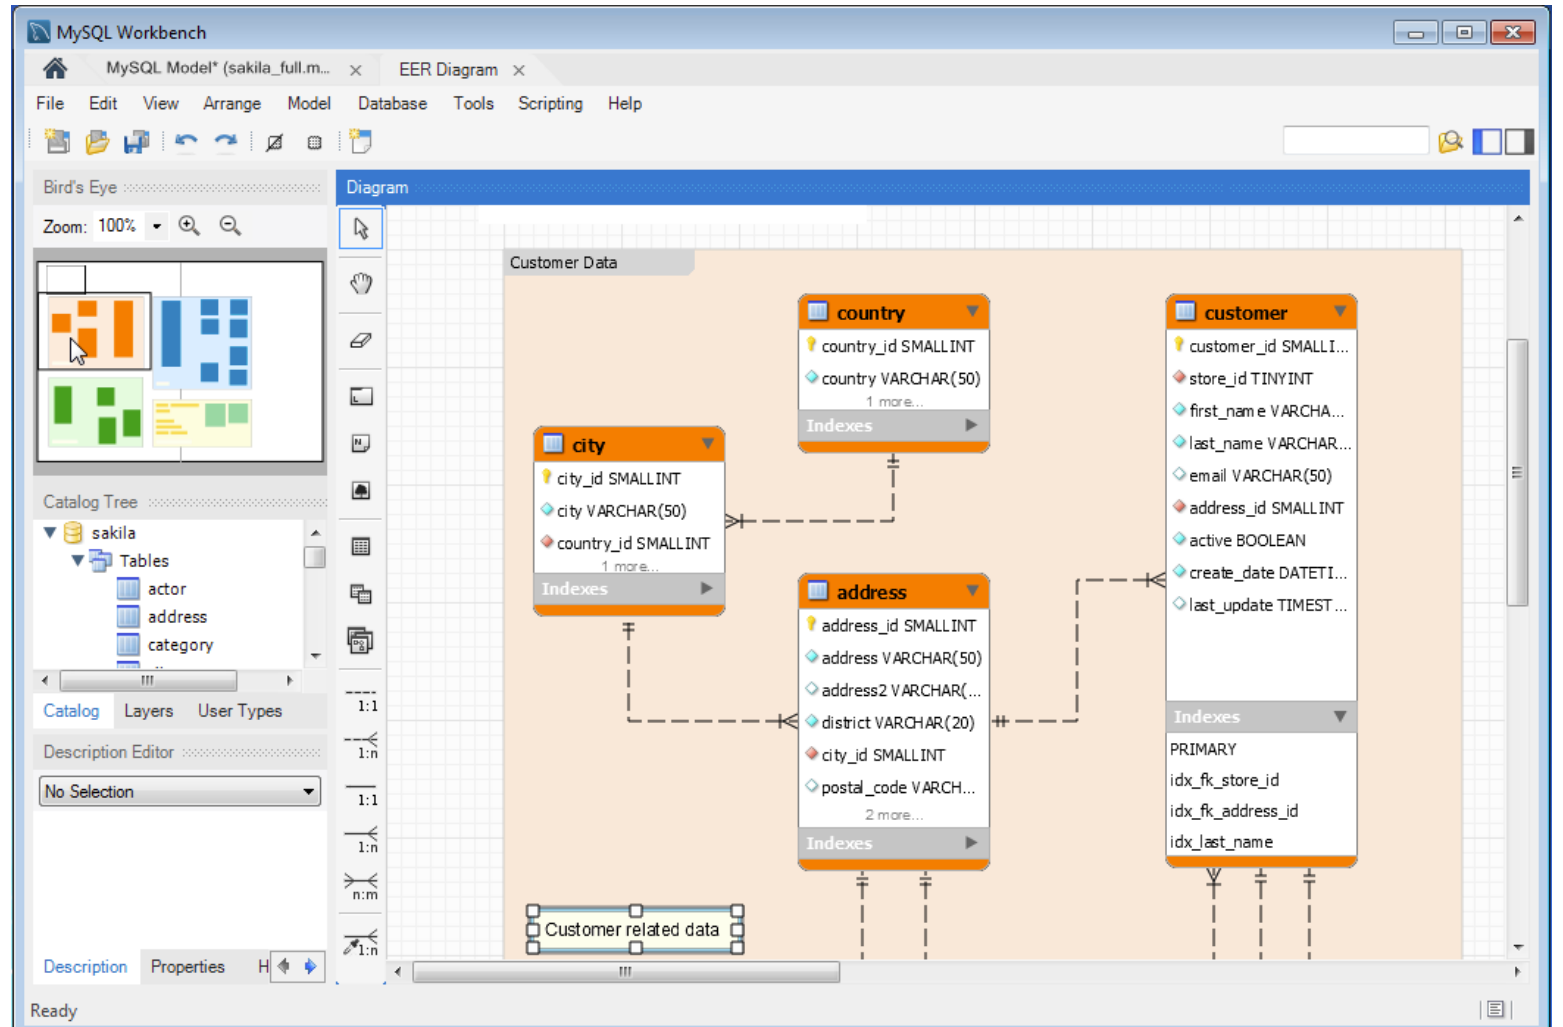 MySQL Workbench
MySQL Model* (sakila_full.m...
EER Diagram
File Edit View Arrange Model Database Tools Scripting Help
Bird's Eye
Zoom: 100%
Diagram
Customer Data
country
country_id SMALLINT
country VARCHAR(50)
1 more...
Indexes
customer
customer_id SMALLI...
store_id TINYINT
first_name VARCHA...
last_name VARCHAR...
email VARCHAR(50)
address_id SMALLINT
active BOOLEAN
create_date DATETI...
last_update TIMEST...
Indexes
PRIMARY
idx_fk_store_id
idx_fk_address_id
idx_last_name
city
city_id SMALLINT
city VARCHAR(50)
country_id SMALLINT
1 more...
Indexes
address
address_id SMALLINT
address VARCHAR(50)
address2 VARCHAR(...
district VARCHAR(20)
city_id SMALLINT
postal_code VARCH...
2 more...
Indexes
Customer related data
Catalog Tree
sakila
Tables
actor
address
category
Catalog Layers User Types
Description Editor
No Selection
Description Properties H
1:1
1:n
1:1
1:n
n:m
1:n
Ready